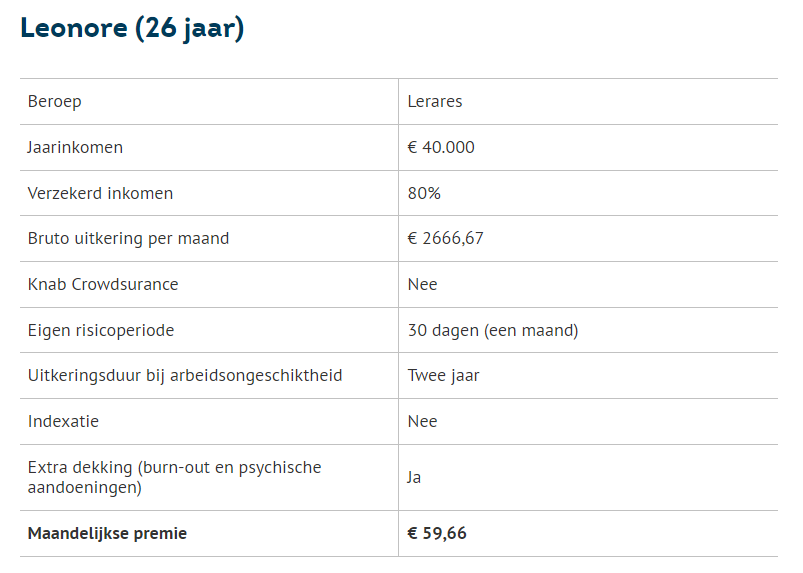 Leonore (26 jaar)
Beroep Lerares
Jaarinkomen € 40.000
Verzekerd inkomen 80%
Bruto uitkering per maand € 2666,67
Knab Crowdsurance Nee
Eigen risicoperiode 30 dagen (een maand)
Uitkeringsduur bij arbeidsongeschiktheid Twee jaar
Indexatie Nee
Extra dekking (burn-out en psychische
aandoeningen) Ja
Maandelijkse premie € 59,66